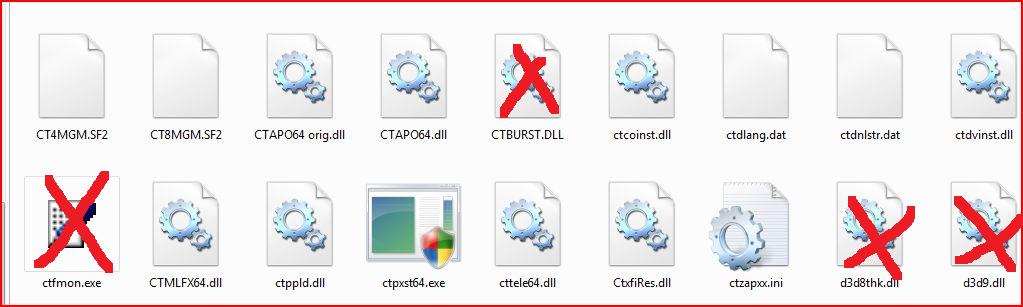 CT4MGM.SF2 CT8MGM.SF2 CTAPO64 orig.dll CTAPO64.dll CTBURST.DLL ctcoinst.dll ctdlang.dat ctdnlstr.dat ctdvinst.dll
ctfmon.exe CTMLFX64.dll ctppld.dll ctpxst64.exe cttele64.dll CtxfiRes.dll ctzapxx.ini d3d8thk.dll d3d9.dll